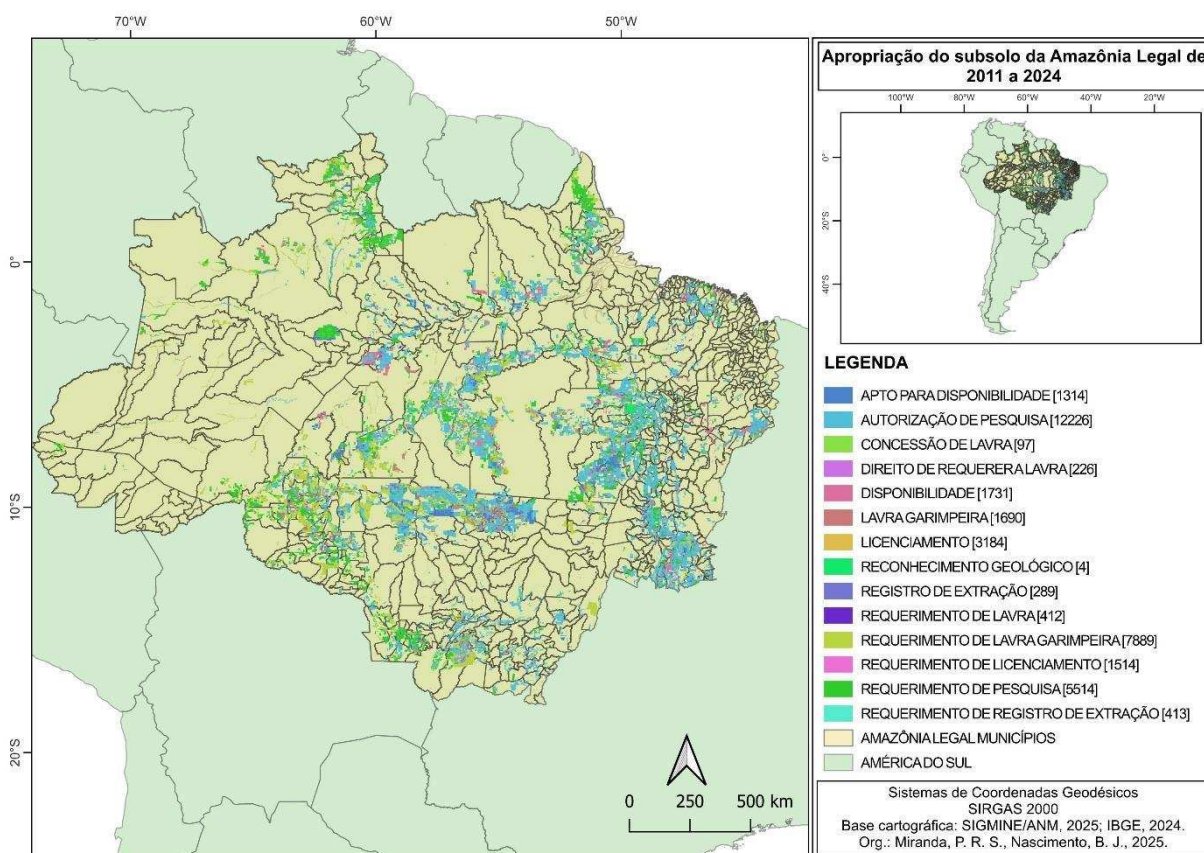 70°W 60°W 50°W
0°
10°S
20°S
0 250 500 km
Apropriação do subsolo da Amazônia Legal de
2011 a 2024
100°W 80°W 60°W 40°W 20°W
0°
20°S
40°S
LEGENDA
APTO PARA DISPONIBILIDADE [1314]
AUTORIZAÇÃO DE PESQUISA [12226]
CONCESSÃO DE LAVRA [97]
DIREITO DE REQUERER A LAVRA [226]
DISPONIBILIDADE [1731]
LAVRA GARIMPEIRA [1690]
LICENCIAMENTO [3184]
RECONHECIMENTO GEOLÓGICO [4]
REGISTRO DE EXTRAÇÃO [289]
REQUERIMENTO DE LAVRA [412]
REQUERIMENTO DE LAVRA GARIMPEIRA [7889]
REQUERIMENTO DE LICENCIAMENTO [1514]
REQUERIMENTO DE PESQUISA [5514]
REQUERIMENTO DE REGISTRO DE EXTRAÇÃO [413]
AMAZÔNIA LEGAL MUNICÍPIOS
AMÉRICA DO SUL
Sistemas de Coordenadas Geodésicos
SIRGAS 2000
Base cartográfica: SIGMINE/ANM, 2025; IBGE, 2024.
Org.: Miranda, P. R. S., Nascimento, B. J., 2025.